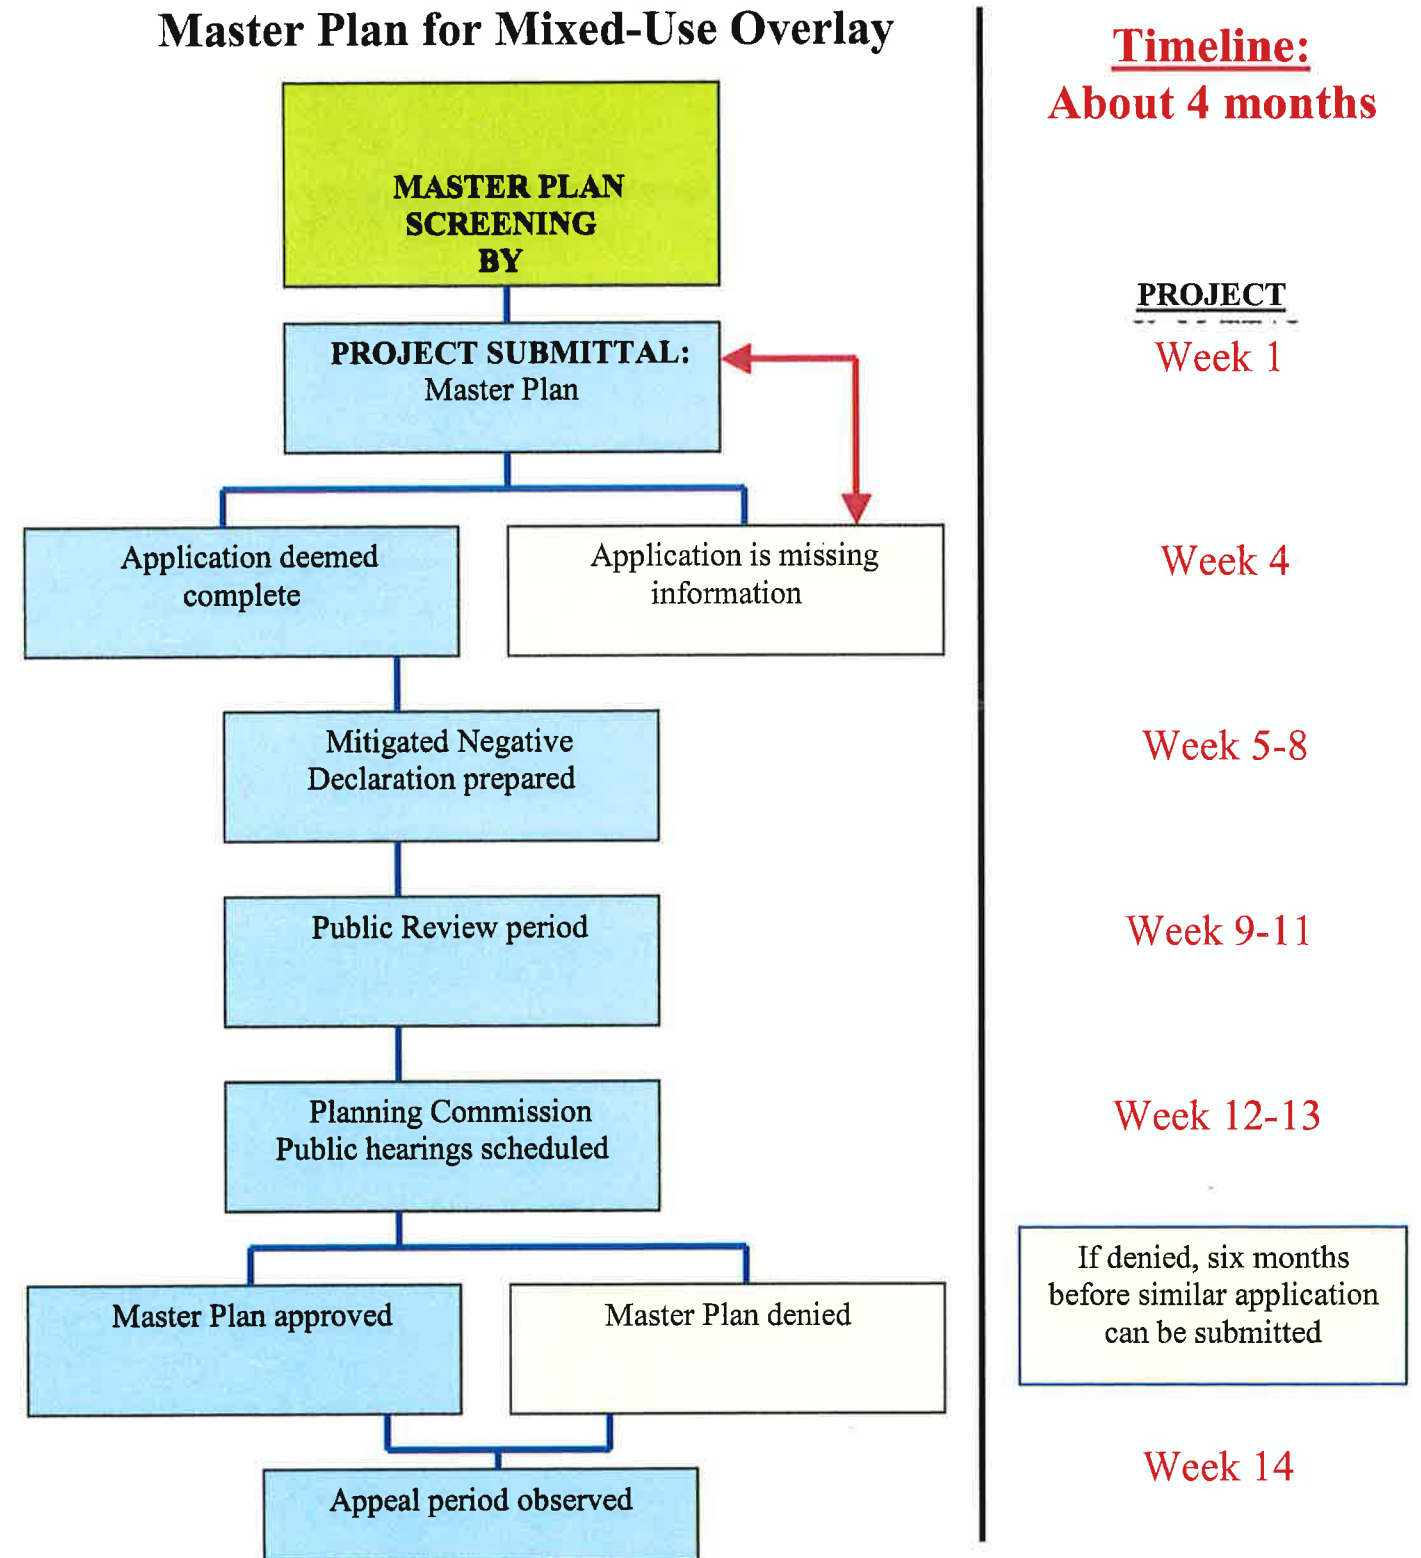 Master Plan for Mixed-Use Overlay
Timeline:
About 4 months
MASTER PLAN
SCREENING
BY
PROJECT
PROJECT SUBMITTAL:
Master Plan
Week 1
Application deemed
complete
Application is missing
information
Week 4
Mitigated Negative
Declaration prepared
Week 5-8
Public Review period
Week 9-11
Planning Commission
Public hearings scheduled
Week 12-13
If denied, six months
before similar application
can be submitted
Master Plan approved
Master Plan denied
Week 14
Appeal period observed